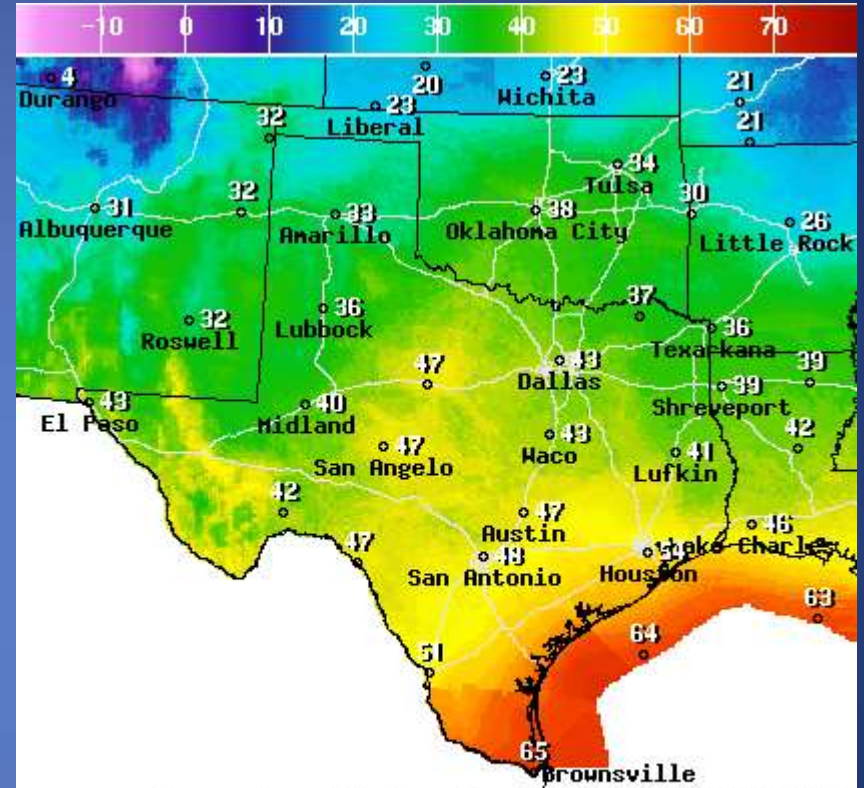 -10 0 10 20 30 40 50 60 70
4
Durango
20
23
Wichita
21
23
Liberal
32
21
34
Tulsa
31
Albuquerque
32
33
Amarillo
38
Oklahoma City
30
26
Little Rock
32
Roswell
36
Lubbock
37
36
Texarkana
47
43
Dallas
39
Shreveport
39
43
El Paso
40
Midland
47
San Angelo
43
Waco
41
Lufkin
42
42
47
47
Austin
48
San Antonio
54
Houston
46
Lake Charles
51
64
63
65
Brownsville